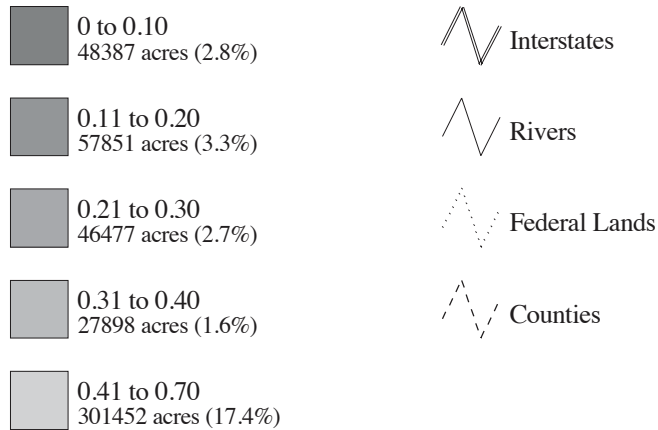 0 to 0.10
48387 acres (2.8%)
0.11 to 0.20
57851 acres (3.3%)
0.21 to 0.30
46477 acres (2.7%)
0.31 to 0.40
27898 acres (1.6%)
0.41 to 0.70
301452 acres (17.4%)
Interstates
Rivers
Federal Lands
Counties